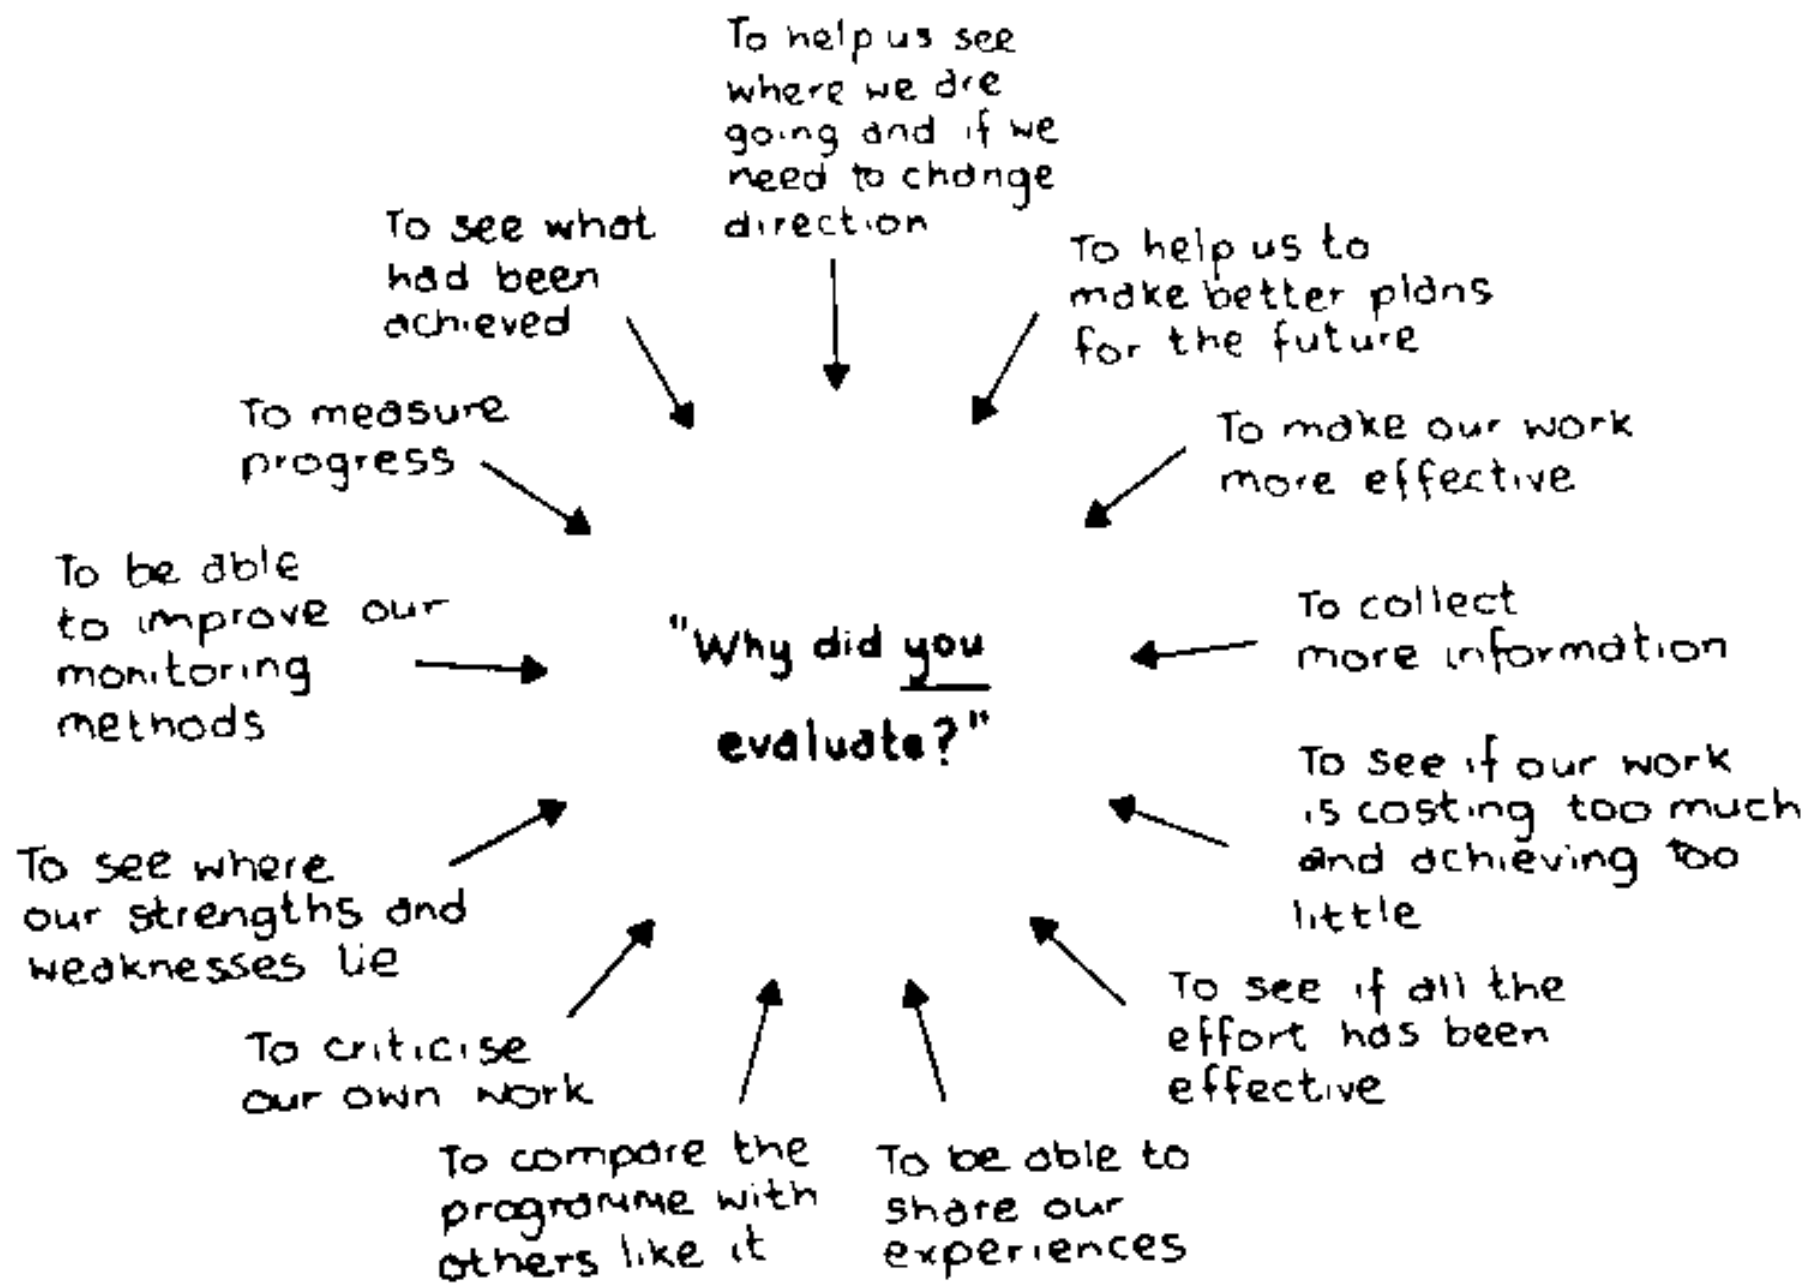 To help us see
where we are
going and if we
need to change
direction
To help us to
make better plans
for the future
To make our work
more effective
To collect
more information
To see if our work
is costing too much
and achieving too
little
To see if all the
effort has been
effective
To be able to
share our
experiences
To compare the
programme with
others like it
To criticise
our own work
To see where
our strengths and
weaknesses lie
To be able
to improve our
monitoring
methods
To measure
progress
To see what
had been
achieved
"Why did you
evaluate?"